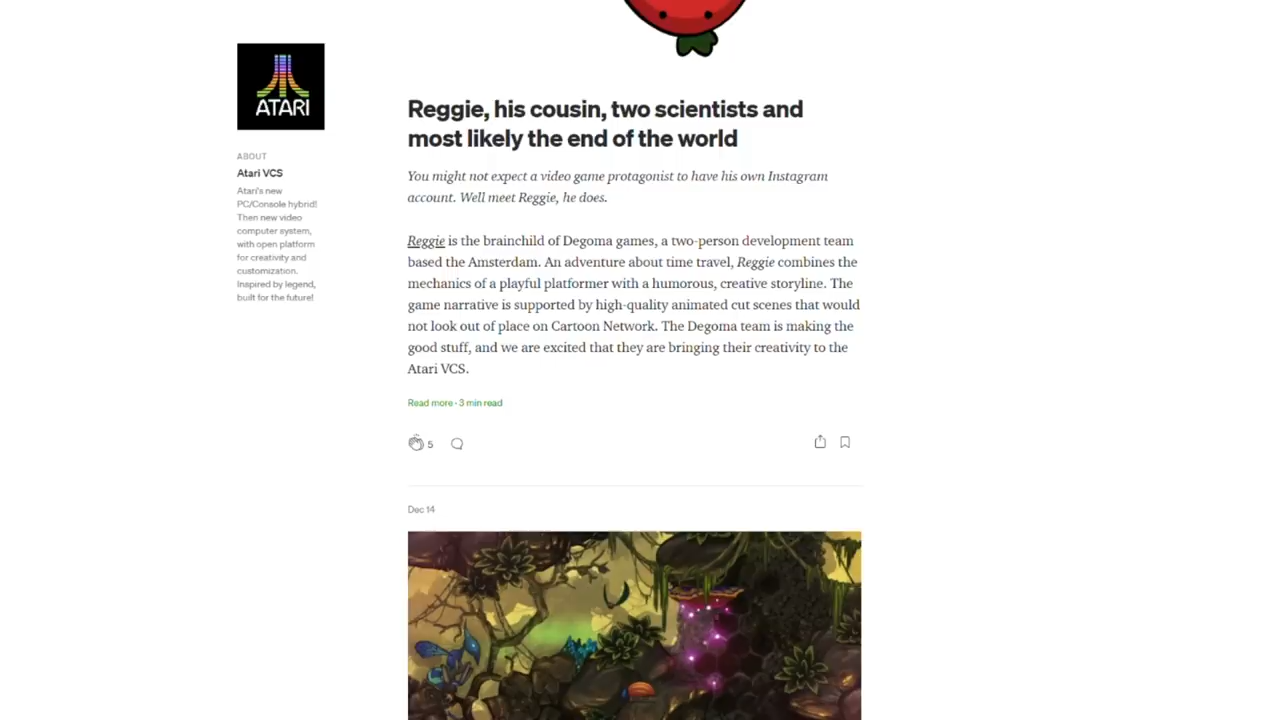 ATARI
ABOUT
Atari VCS
Atari's new
PC/Console hybrid!
Then new video
computer system,
with open platform
for creativity and
customization.
Inspired by legend,
built for the future!
Reggie, his cousin, two scientists and
most likely the end of the world
You might not expect a video game protagonist to have his own Instagram
account. Well meet Reggie, he does.
Reggie is the brainchild of Degoma games, a two-person development team
based the Amsterdam. An adventure about time travel, Reggie combines the
mechanics of a playful platformer with a humorous, creative storyline. The
game narrative is supported by high-quality animated cut scenes that would
not look out of place on Cartoon Network. The Degoma team is making the
good stuff, and we are excited that they are bringing their creativity to the
Atari VCS.
Read more · 3 min read
5
Dec 14